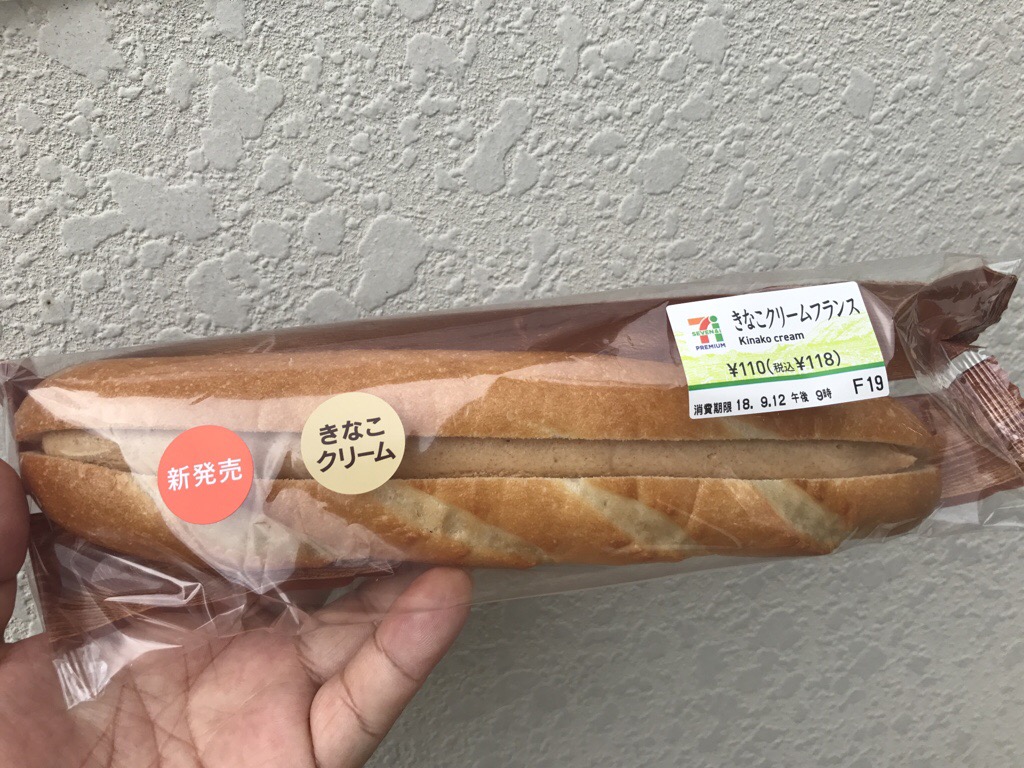 きなこクリームフランス
Kinako cream
7i
SEVEN&i
PREMIUM
¥110(税込¥118)
消費期限 18. 9.12 午後 9時 F19
きなこ
クリーム
新発売